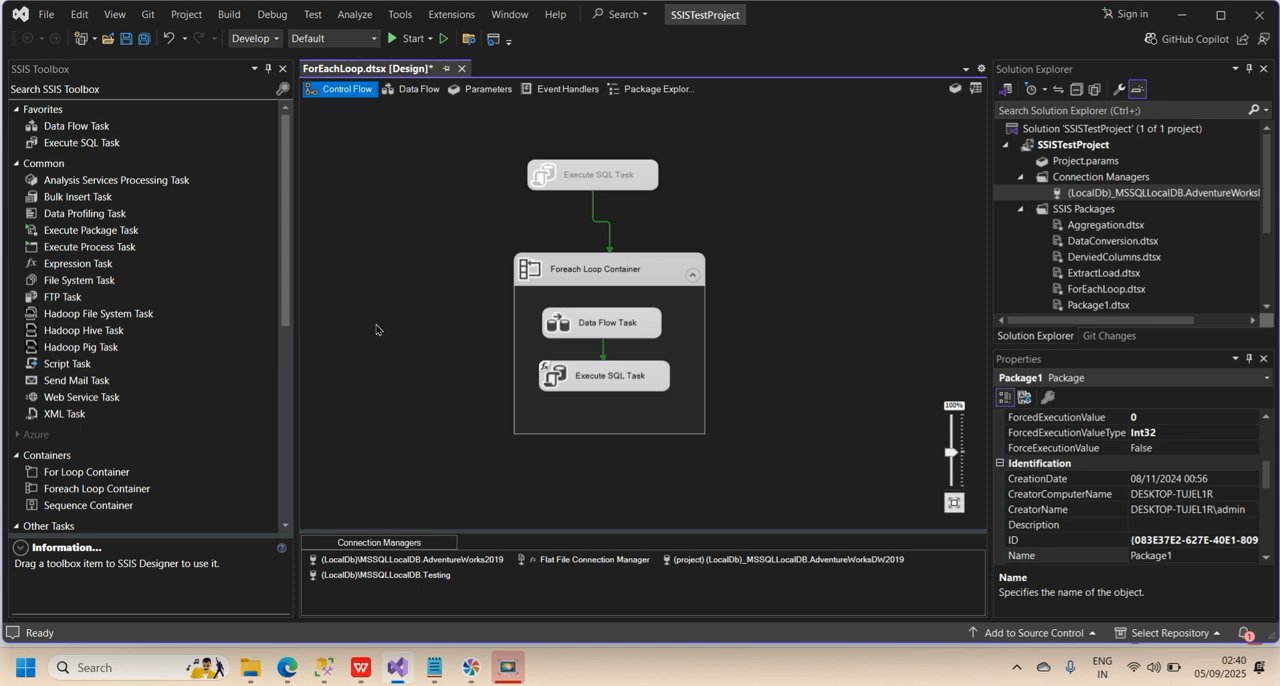 File Edit View Git Project Build Debug Test Analyze Tools Extensions Window Help Search SSISTestProject Sign in
Develop Default Start GitHub Copilot
SSIS Toolbox
Search SSIS Toolbox
Favorites
Data Flow Task
Execute SQL Task
Common
Analysis Services Processing Task
Bulk Insert Task
Data Profiling Task
Execute Package Task
Execute Process Task
Expression Task
File System Task
FTP Task
Hadoop File System Task
Hadoop Hive Task
Hadoop Pig Task
Script Task
Send Mail Task
Web Service Task
XML Task
Azure
Containers
For Loop Container
Foreach Loop Container
Sequence Container
Other Tasks
Information...
Drag a toolbox item to SSIS Designer to use it.
ForEachLoop.dtsx [Design]*
Control Flow Data Flow Parameters Event Handlers Package Explor...
Execute SQL Task
Foreach Loop Container
Data Flow Task
fx Execute SQL Task
100%
Connection Managers
(LocalDb)\MSSQLLocalDB.AdventureWorks2019 Flat File Connection Manager (project) (LocalDb)_MSSQLLocalDB.AdventureWorksDW2019
(LocalDb)\MSSQLLocalDB.Testing
Solution Explorer
Search Solution Explorer (Ctrl+;)
Solution 'SSISTestProject' (1 of 1 project)
SSISTestProject
Project.params
Connection Managers
(LocalDb)_MSSQLLocalDB.AdventureWorksI
SSIS Packages
Aggregation.dtsx
DataConversion.dtsx
DerviedColumns.dtsx
ExtractLoad.dtsx
ForEachLoop.dtsx
Package1.dtsx
Solution Explorer Git Changes
Properties
Package1 Package
ForcedExecutionValue 0
ForcedExecutionValueType Int32
ForceExecutionValue False
Identification
CreationDate 08/11/2024 00:56
CreatorComputerName DESKTOP-TUJEL1R
CreatorName DESKTOP-TUJEL1R\admin
Description
ID {083E37E2-627E-40E1-809
Name Package1
Name
Specifies the name of the object.
Ready Add to Source Control Select Repository 1
Search ENG 02:40
IN 05/09/2025